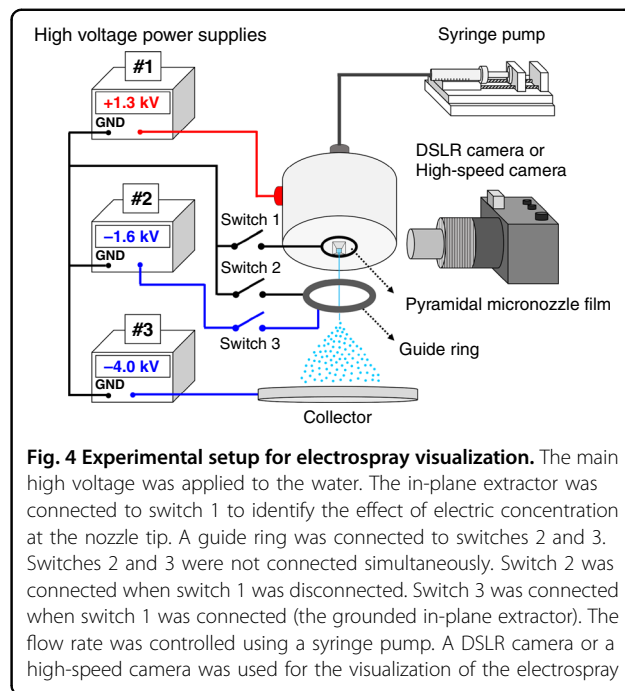 High voltage power supplies
Syringe pump
#1
+1.3 kV
GND
DSLR camera or
High-speed camera
#2
Switch 1
–1.6 kV
GND
Switch 2
Pyramidal micronozzle film
#3
Switch 3
Guide ring
–4.0 kV
GND
Collector
Fig. 4 Experimental setup for electrospray visualization. The main
high voltage was applied to the water. The in-plane extractor was
connected to switch 1 to identify the effect of electric concentration
at the nozzle tip. A guide ring was connected to switches 2 and 3.
Switches 2 and 3 were not connected simultaneously. Switch 2 was
connected when switch 1 was disconnected. Switch 3 was connected
when switch 1 was connected (the grounded in-plane extractor). The
flow rate was controlled using a syringe pump. A DSLR camera or a
high-speed camera was used for the visualization of the electrospray